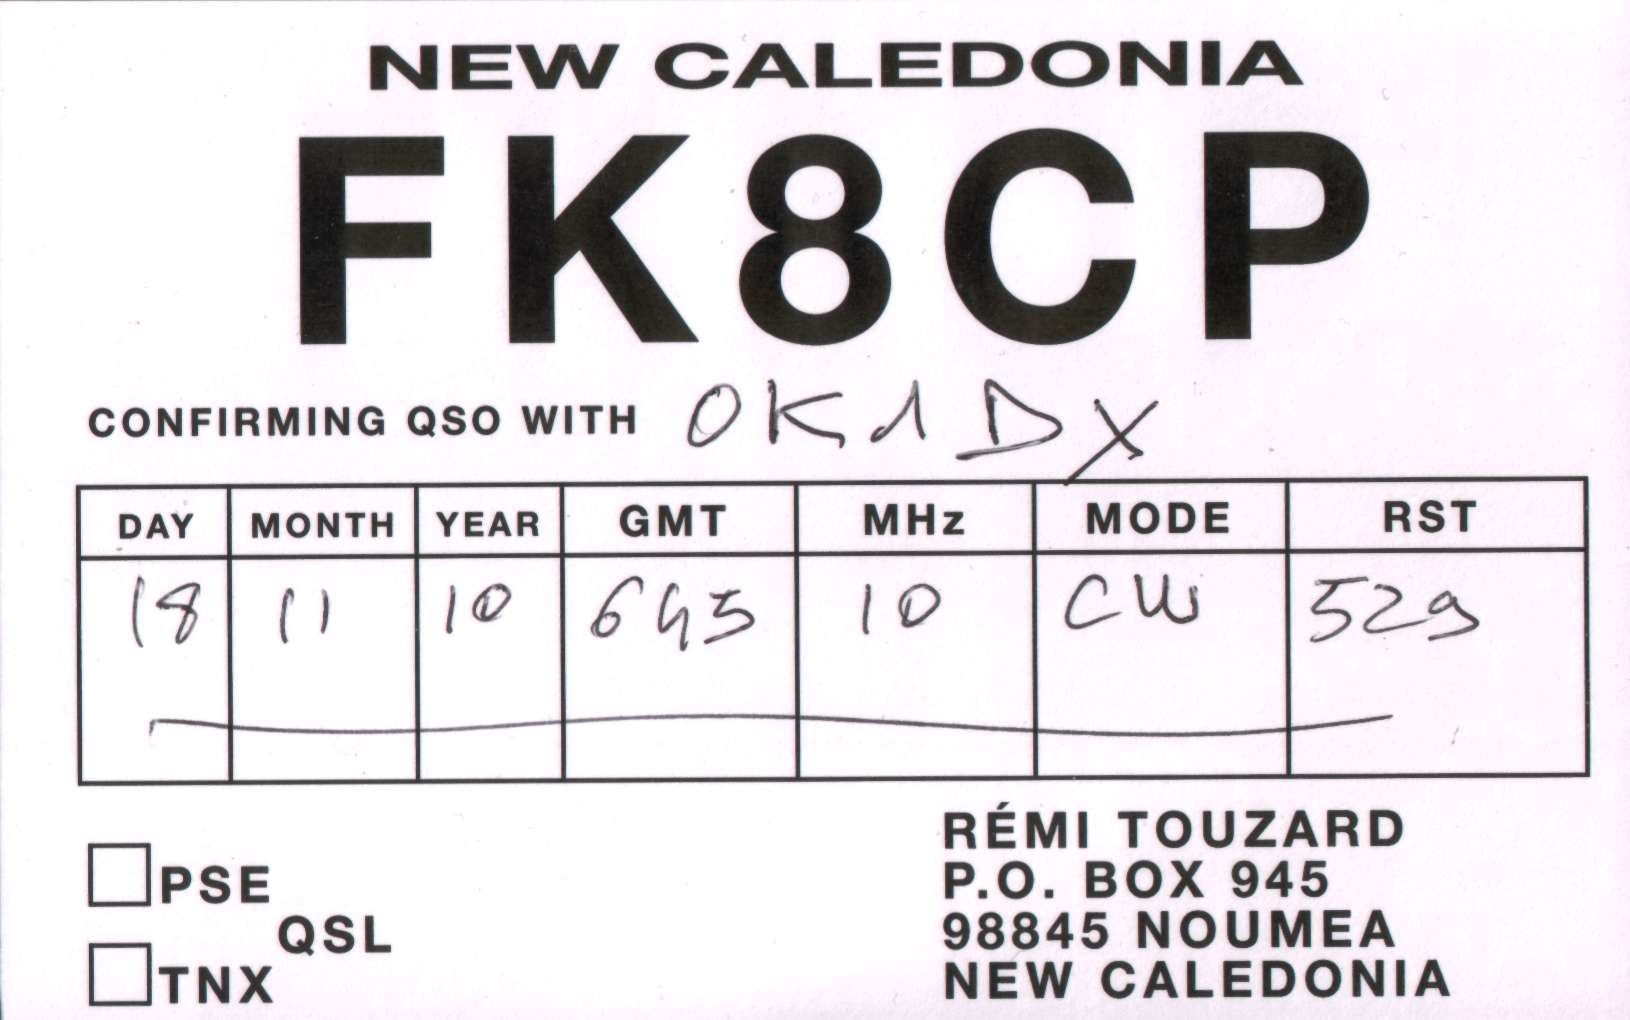 NEW CALEDONIA
FK8CP
CONFIRMING QSO WITH OK1DX
DAY MONTH YEAR GMT MHz MODE RST
18 11 10 645 10 CW 529
PSE
QSL
TNX
RÉMI TOUZARD
P.O. BOX 945
98845 NOUMEA
NEW CALEDONIA